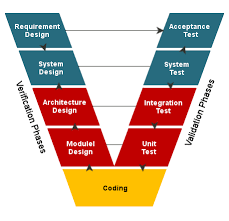 Requirement
Design
Acceptance
Test
System
Design
System
Test
Architecture
Design
Integration
Test
Modulel
Design
Unit
Test
Coding
Verification Phases
Validation Phases